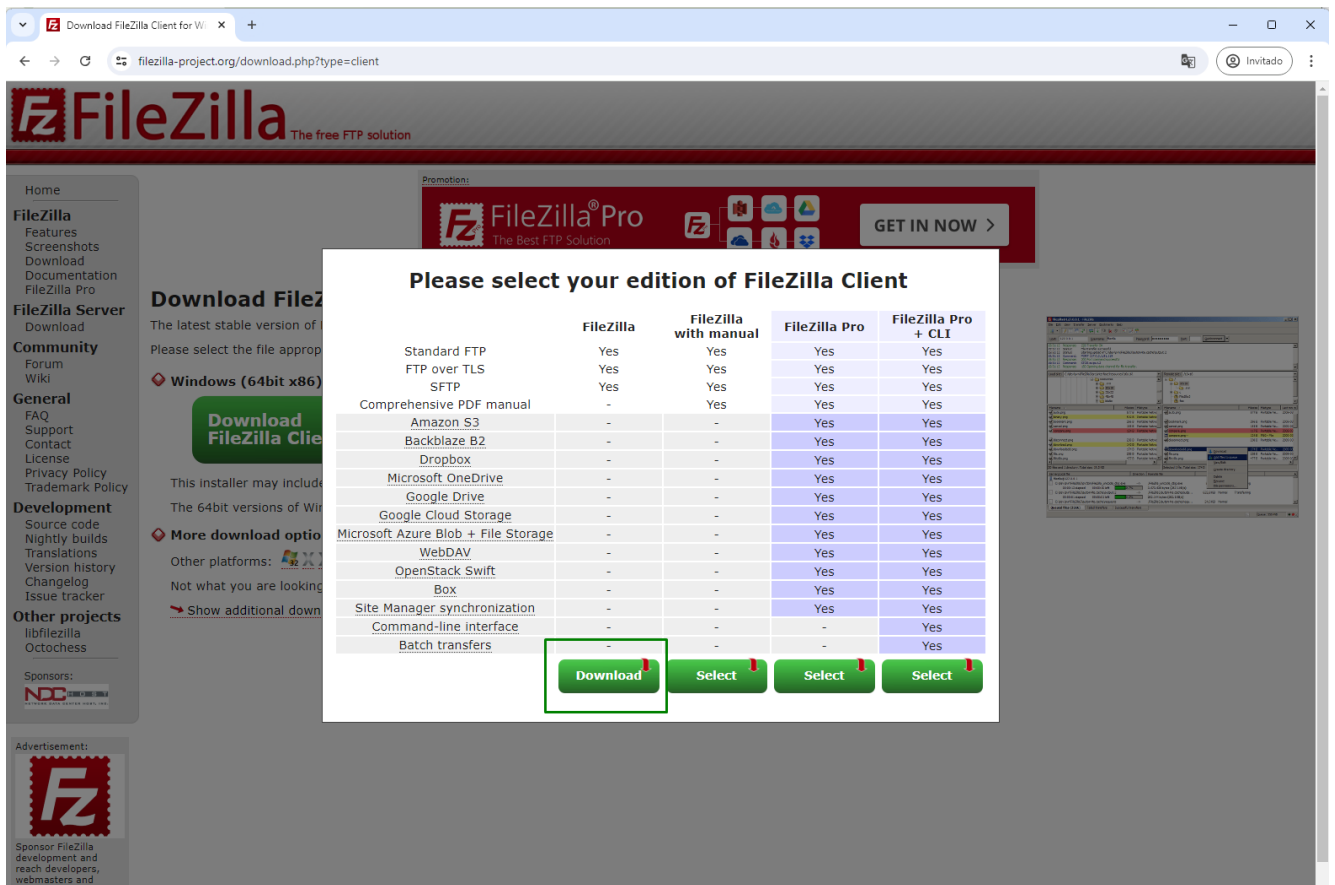 Download FileZilla Client for Wi
filezilla-project.org/download.php?type=client
Invitado
FileZilla The free FTP solution
Promotion:
FileZilla®Pro
The Best FTP Solution
GET IN NOW >
Home
FileZilla
Features
Screenshots
Download
Documentation
FileZilla Pro
FileZilla Server
Download
Community
Forum
Wiki
General
FAQ
Support
Contact
License
Privacy Policy
Trademark Policy
Development
Source code
Nightly builds
Translations
Version history
Changelog
Issue tracker
Other projects
libfilezilla
Octochess
Sponsors:
NDC HOST
Advertisement:
Sponsor FileZilla
development and
reach developers,
webmasters and
Download FileZ
The latest stable version of
Please select the file approp
Windows (64bit x86)
Download
FileZilla Clie
This installer may include
The 64bit versions of Win
More download optio
Other platforms:
Not what you are looking
Show additional down
Please select your edition of FileZilla Client
FileZilla FileZilla with manual FileZilla Pro FileZilla Pro + CLI
Standard FTP Yes Yes Yes Yes
FTP over TLS Yes Yes Yes Yes
SFTP Yes Yes Yes Yes
Comprehensive PDF manual - Yes Yes Yes
Amazon S3 - - Yes Yes
Backblaze B2 - - Yes Yes
Dropbox - - Yes Yes
Microsoft OneDrive - - Yes Yes
Google Drive - - Yes Yes
Google Cloud Storage - - Yes Yes
Microsoft Azure Blob + File Storage - - Yes Yes
WebDAV - - Yes Yes
OpenStack Swift - - Yes Yes
Box - - Yes Yes
Site Manager synchronization - - Yes Yes
Command-line interface - - - Yes
Batch transfers - - - Yes
Download Select Select Select